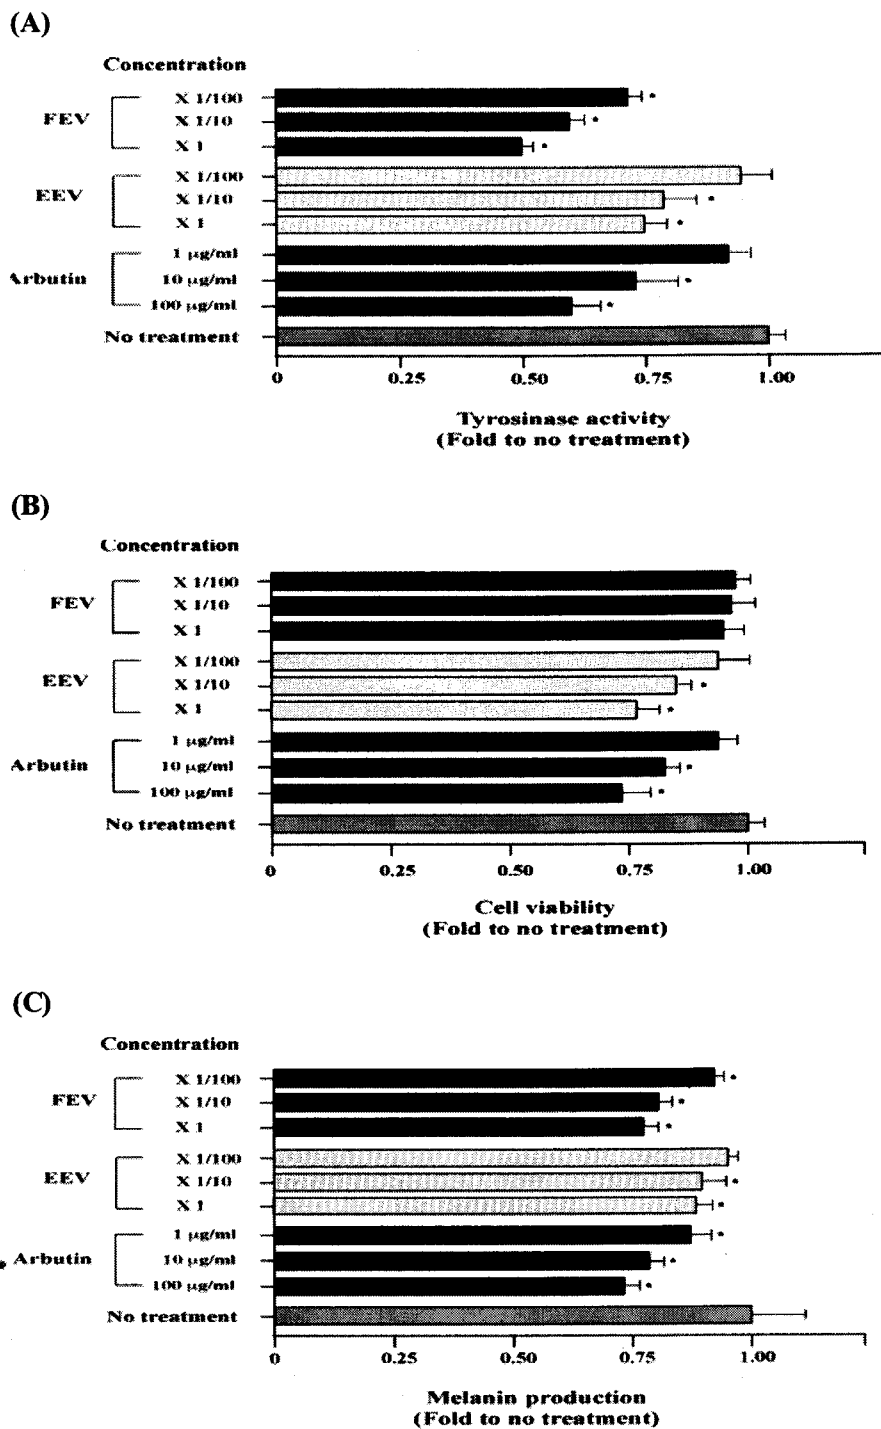 (A)
Concentration
FEV
X 1/100
X 1/10
X 1
EEV
X 1/100
X 1/10
X 1
Arbutin
1 μg/ml
10 μg/ml
100 μg/ml
No treatment
* * * * * * *
0 0.25 0.50 0.75 1.00
Tyrosinase activity
(Fold to no treatment)
(B)
Concentration
FEV
X 1/100
X 1/10
X 1
EEV
X 1/100
X 1/10
X 1
Arbutin
1 μg/ml
10 μg/ml
100 μg/ml
No treatment
* * * *
0 0.25 0.50 0.75 1.00
Cell viability
(Fold to no treatment)
(C)
Concentration
FEV
X 1/100
X 1/10
X 1
EEV
X 1/100
X 1/10
X 1
Arbutin
1 μg/ml
10 μg/ml
100 μg/ml
No treatment
* * * * * * * *
0 0.25 0.50 0.75 1.00
Melanin production
(Fold to no treatment)